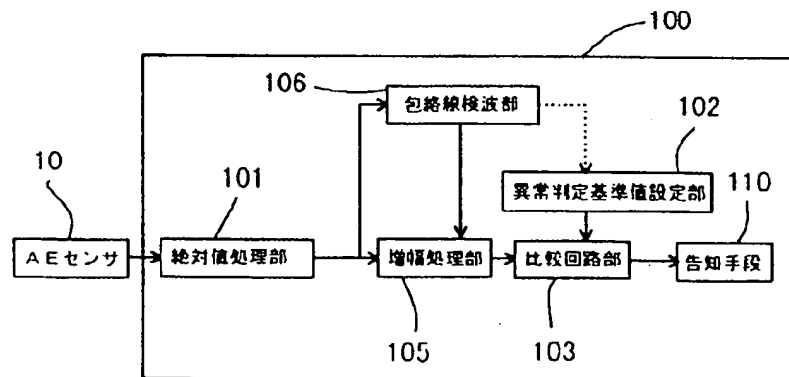 100
106
包絡線検波部
102
10
101
異常判定基準値設定部
110
AEセンサ
絶対値処理部
増幅処理部
比較回路部
告知手段
105
103